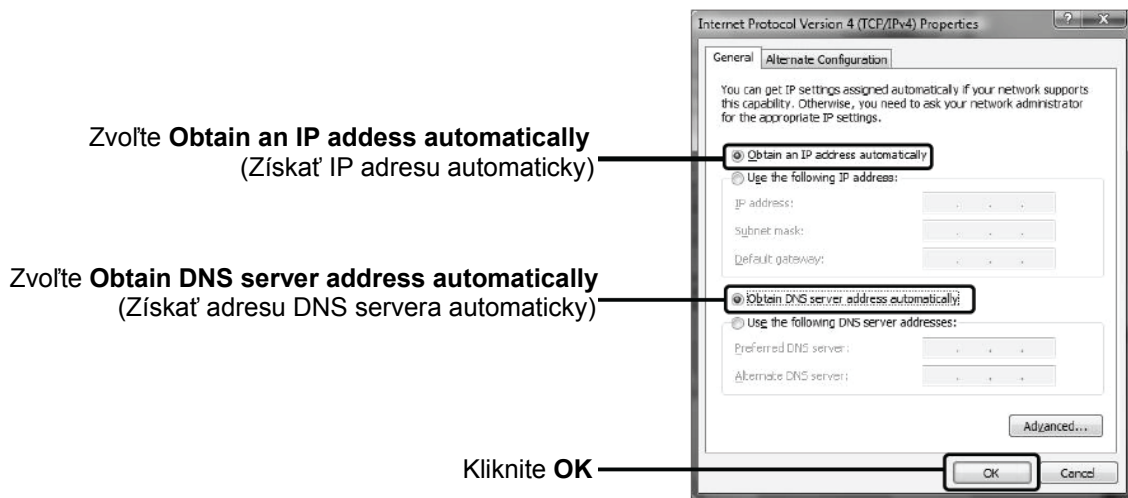 Internet Protocol Version 4 (TCP/IPv4) Properties
General
Alternate Configuration
You can get IP settings assigned automatically if your network supports
this capability. Otherwise, you need to ask your network administrator
for the appropriate IP settings.
Zvoľte Obtain an IP addess automatically
(Získať IP adresu automaticky)
Obtain an IP address automatically
Use the following IP address:
IP address:
Subnet mask:
Default gateway:
Zvoľte Obtain DNS server address automatically
(Získať adresu DNS servera automaticky)
Obtain DNS server address automatically
Use the following DNS server addresses:
Preferred DNS server:
Alternate DNS server:
Advanced...
Kliknite OK
OK
Cancel